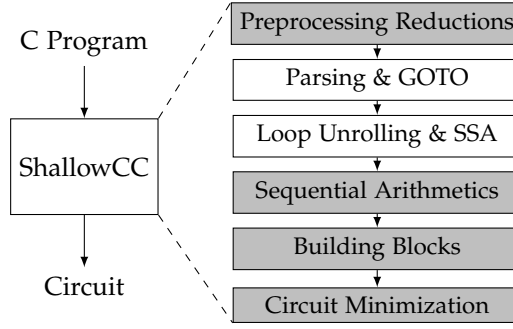 C Program
ShallowCC
Circuit
Preprocessing Reductions
Parsing & GOTO
Loop Unrolling & SSA
Sequential Arithmetics
Building Blocks
Circuit Minimization